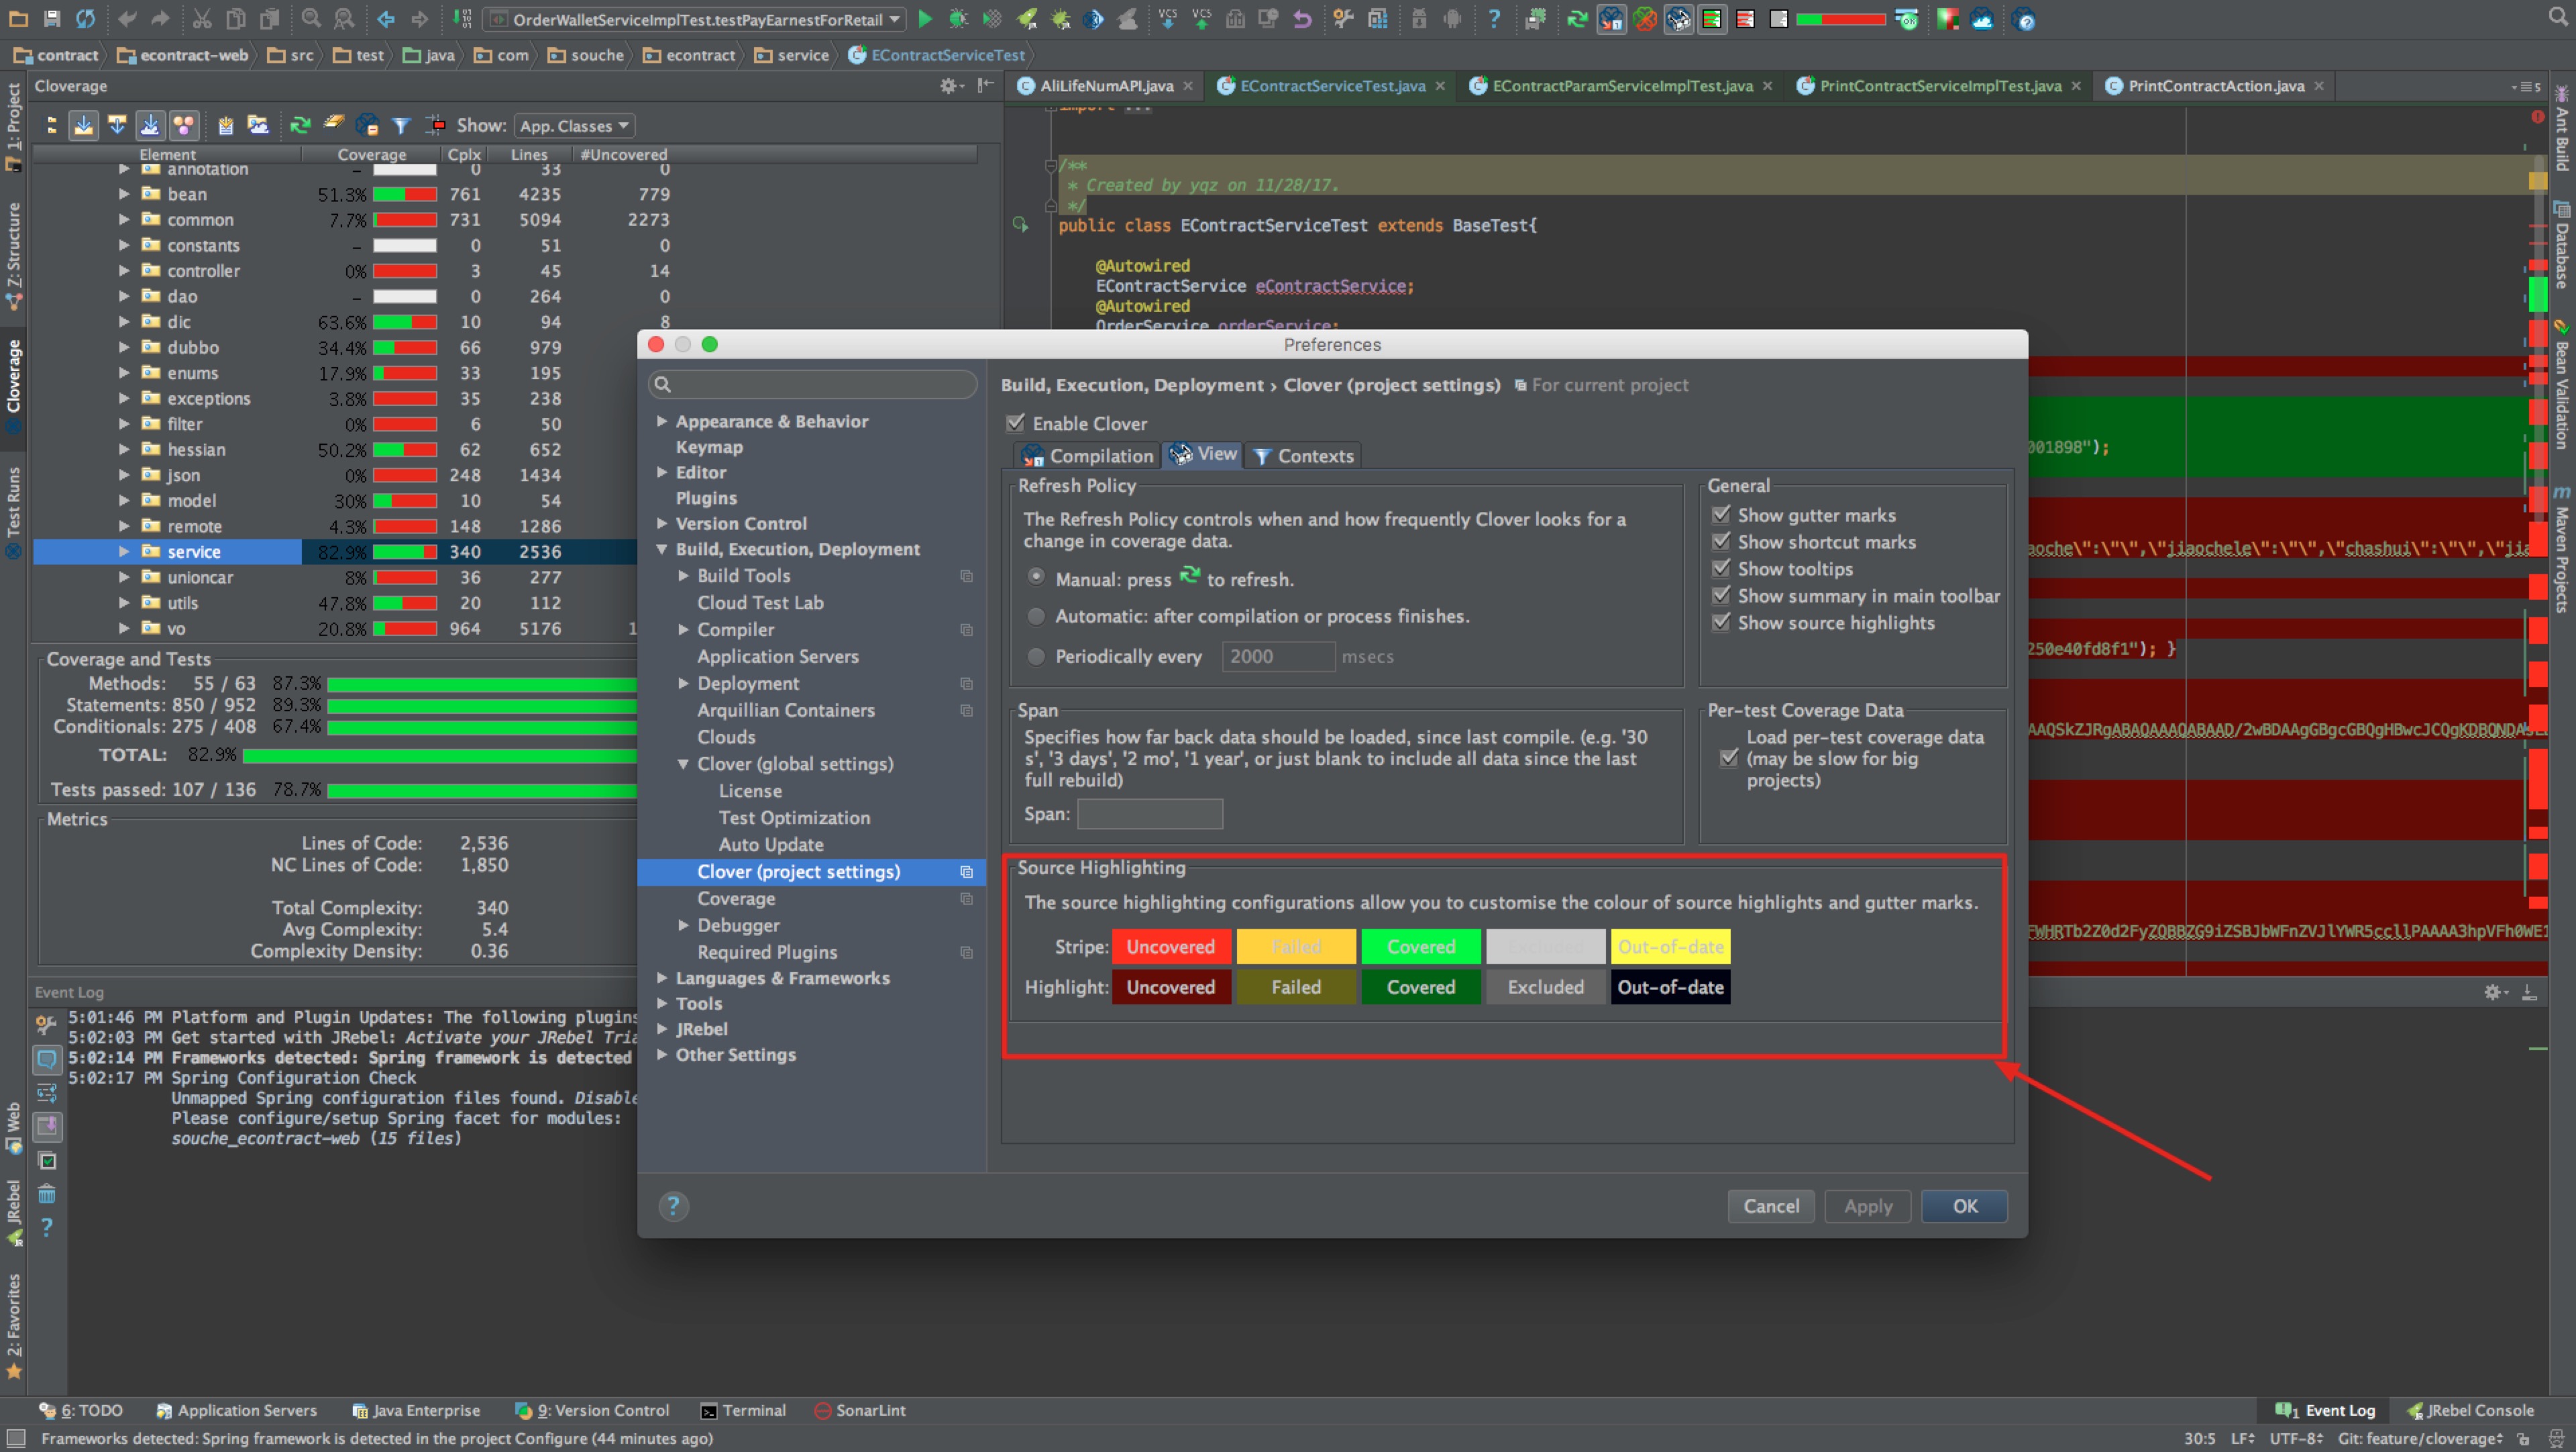 OrderWalletServiceImplTest.testPayEarnestForRetail
contract econtract-web src test java com souche econtract service EContractServiceTest
Cloverage
AliLifeNumAPI.java EContractServiceTest.java EContractParamServiceImplTest.java PrintContractServiceImplTest.java PrintContractAction.java
Show: App. Classes
Element Coverage Cplx Lines #Uncovered
annotation – 0 33 0
bean 51.3% 761 4235 779
common 7.7% 731 5094 2273
constants – 0 51 0
controller 0% 3 45 14
dao – 0 264 0
dic 63.6% 10 94 8
dubbo 34.4% 66 979
enums 17.9% 33 195
exceptions 3.8% 35 238
filter 0% 6 50
hessian 50.2% 62 652
json 0% 248 1434
model 30% 10 54
remote 4.3% 148 1286
service 82.9% 340 2536
unioncar 8% 36 277
utils 47.8% 20 112
vo 20.8% 964 5176 1
Coverage and Tests
Methods: 55 / 63 87.3%
Statements: 850 / 952 89.3%
Conditionals: 275 / 408 67.4%
TOTAL: 82.9%
Tests passed: 107 / 136 78.7%
Metrics
Lines of Code: 2,536
NC Lines of Code: 1,850
Total Complexity: 340
Avg Complexity: 5.4
Complexity Density: 0.36
import ...
/**
* Created by yqz on 11/28/17.
*/
public class EContractServiceTest extends BaseTest{
@Autowired
EContractService eContractService;
@Autowired
OrderService orderService;
001898");
aoche\":\"\",\"jiaochele\":\"\",\"chashui\":\"\",\"jia
250e40fd8f1"); }
Preferences
Appearance & Behavior
Keymap
Editor
Plugins
Version Control
Build, Execution, Deployment
Build Tools
Cloud Test Lab
Compiler
Application Servers
Deployment
Arquillian Containers
Clouds
Clover (global settings)
License
Test Optimization
Auto Update
Clover (project settings)
Coverage
Debugger
Required Plugins
Languages & Frameworks
Tools
JRebel
Other Settings
Build, Execution, Deployment › Clover (project settings) For current project
Enable Clover
Compilation View Contexts
Refresh Policy
The Refresh Policy controls when and how frequently Clover looks for a
change in coverage data.
Manual: press to refresh.
Automatic: after compilation or process finishes.
Periodically every 2000 msecs
General
Show gutter marks
Show shortcut marks
Show tooltips
Show summary in main toolbar
Show source highlights
Span
Specifies how far back data should be loaded, since last compile. (e.g. '30
s', '3 days', '2 mo', '1 year', or just blank to include all data since the last
full rebuild)
Span:
Per-test Coverage Data
Load per-test coverage data
(may be slow for big
projects)
Source Highlighting
The source highlighting configurations allow you to customise the colour of source highlights and gutter marks.
Stripe: Uncovered Failed Covered Excluded Out-of-date
Highlight: Uncovered Failed Covered Excluded Out-of-date
Cancel Apply OK
Event Log
5:01:46 PM Platform and Plugin Updates: The following plugins
5:02:03 PM Get started with JRebel: Activate your JRebel Tria
5:02:14 PM Frameworks detected: Spring framework is detected
5:02:17 PM Spring Configuration Check
Unmapped Spring configuration files found. Disable
Please configure/setup Spring facet for modules:
souche_econtract-web (15 files)
1: Project
Z: Structure
Cloverage
Test Runs
Web
JRebel
2: Favorites
Ant Build
Database
Bean Validation
Maven Projects
6: TODO Application Servers Java Enterprise 9: Version Control Terminal SonarLint Event Log JRebel Console
Frameworks detected: Spring framework is detected in the project Configure (44 minutes ago) 30:5 LF UTF-8 Git: feature/cloverage